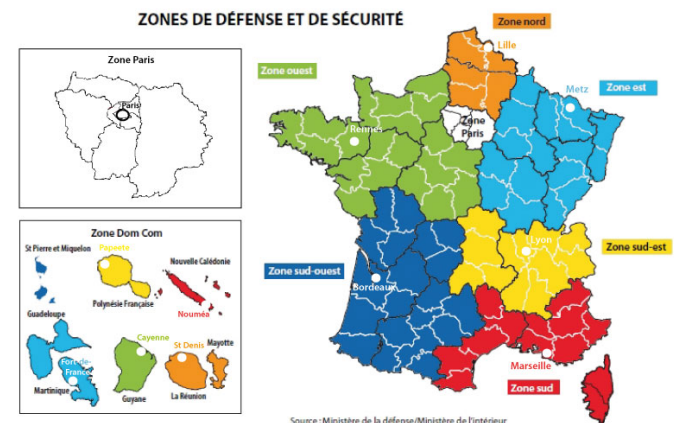 ZONES DE DÉFENSE ET DE SÉCURITÉ
Zone nord
Lille
Zone Paris
Paris
Zone ouest
Metz
Zone est
Zone
Paris
Rennes
Zone Dom Com
St Pierre et Miquelon
Papeete
Nouvelle Calédonie
Polynésie Française
Nouméa
Guadeloupe
Cayenne
St Denis
Mayotte
Fort-de-
France
Martinique
Guyane
La Réunion
Lyon
Zone sud-est
Zone sud-ouest
Bordeaux
Marseille
Zone sud
Source : Ministère de la défense/Ministère de l'intérieur